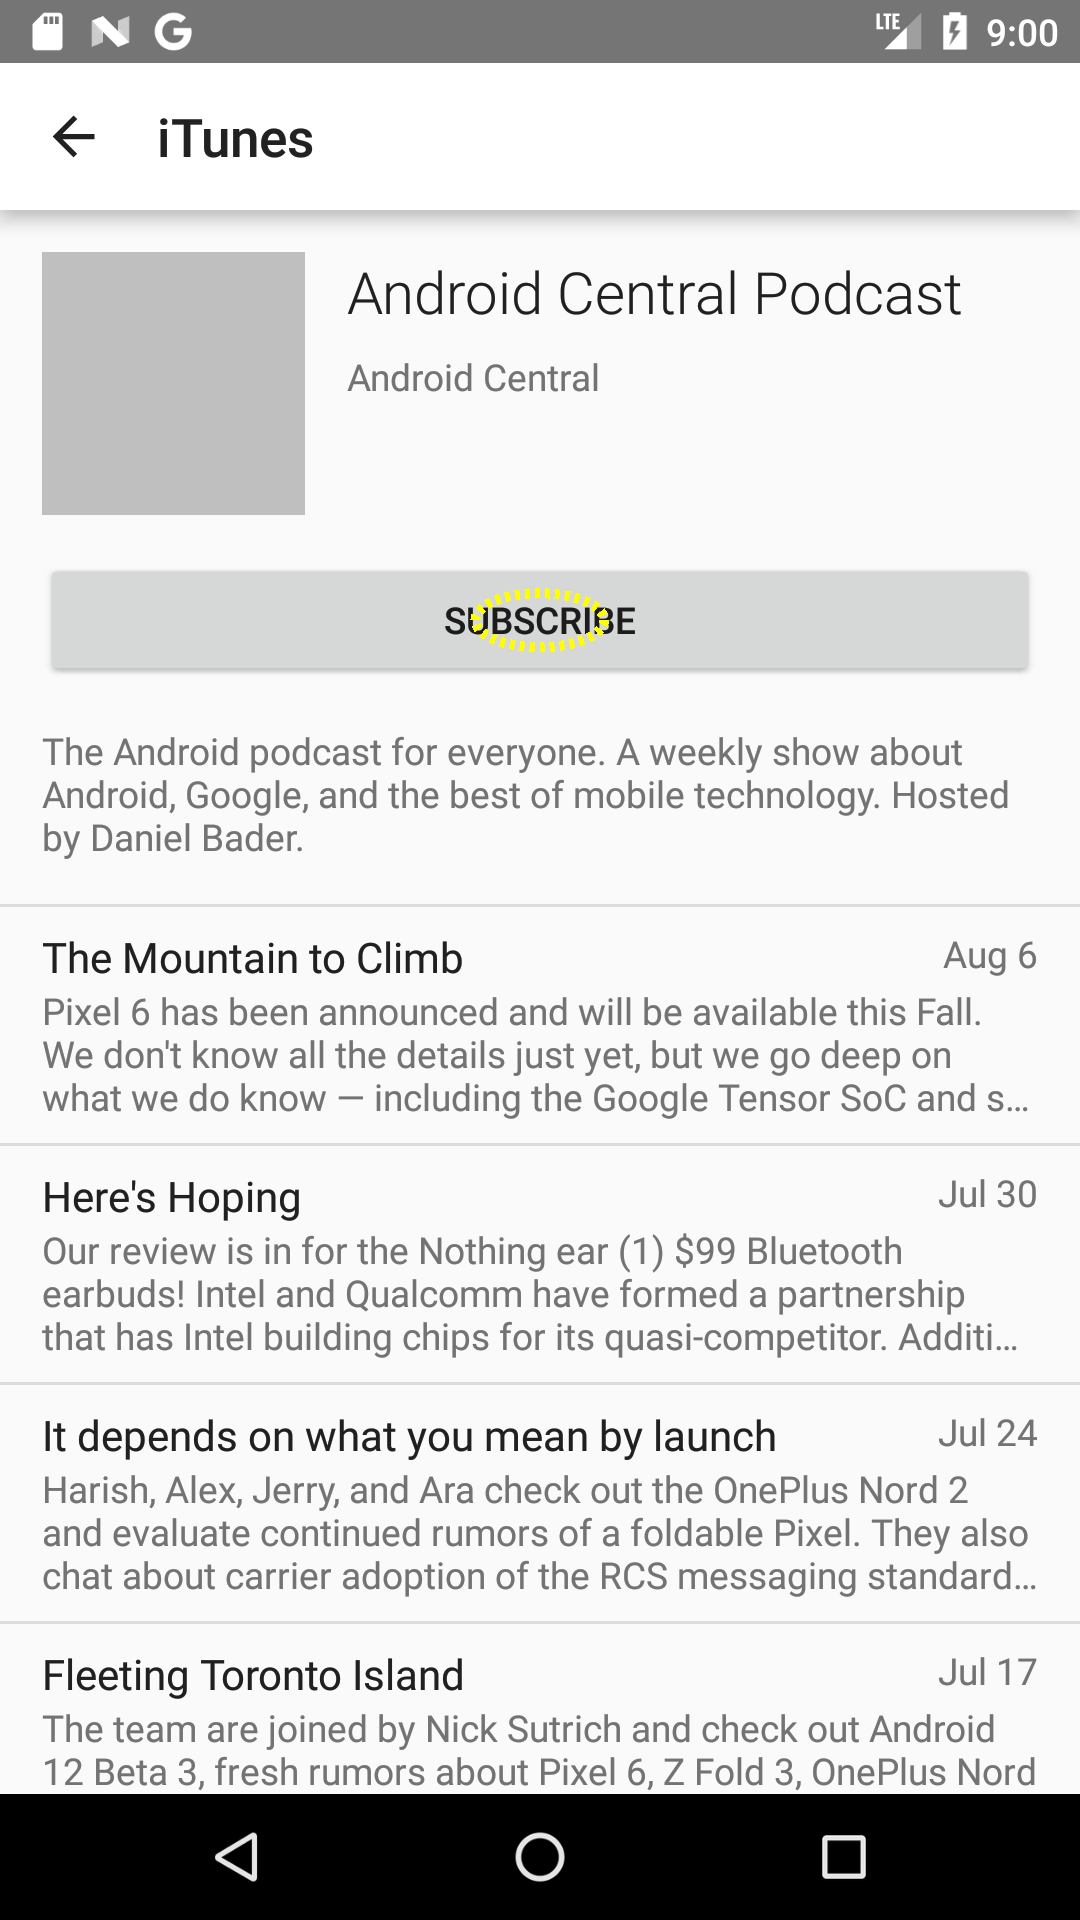 LTE 9:00
iTunes
Android Central Podcast
Android Central
SUBSCRIBE
The Android podcast for everyone. A weekly show about
Android, Google, and the best of mobile technology. Hosted
by Daniel Bader.
The Mountain to Climb Aug 6
Pixel 6 has been announced and will be available this Fall.
We don't know all the details just yet, but we go deep on
what we do know — including the Google Tensor SoC and s...
Here's Hoping Jul 30
Our review is in for the Nothing ear (1) $99 Bluetooth
earbuds! Intel and Qualcomm have formed a partnership
that has Intel building chips for its quasi-competitor. Additi...
It depends on what you mean by launch Jul 24
Harish, Alex, Jerry, and Ara check out the OnePlus Nord 2
and evaluate continued rumors of a foldable Pixel. They also
chat about carrier adoption of the RCS messaging standard...
Fleeting Toronto Island Jul 17
The team are joined by Nick Sutrich and check out Android
12 Beta 3, fresh rumors about Pixel 6, Z Fold 3, OnePlus Nord